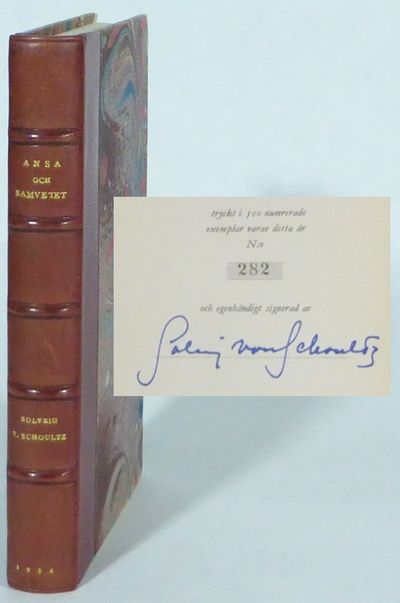 ANSA
OCH
SAMVETET
SOLVEIG
V. SCHOULTZ
1954
tryckt i 300 numrerade
exemplar varav detta är
N:o
282
och egenhändigt signerad av
Solveig von Schoultz